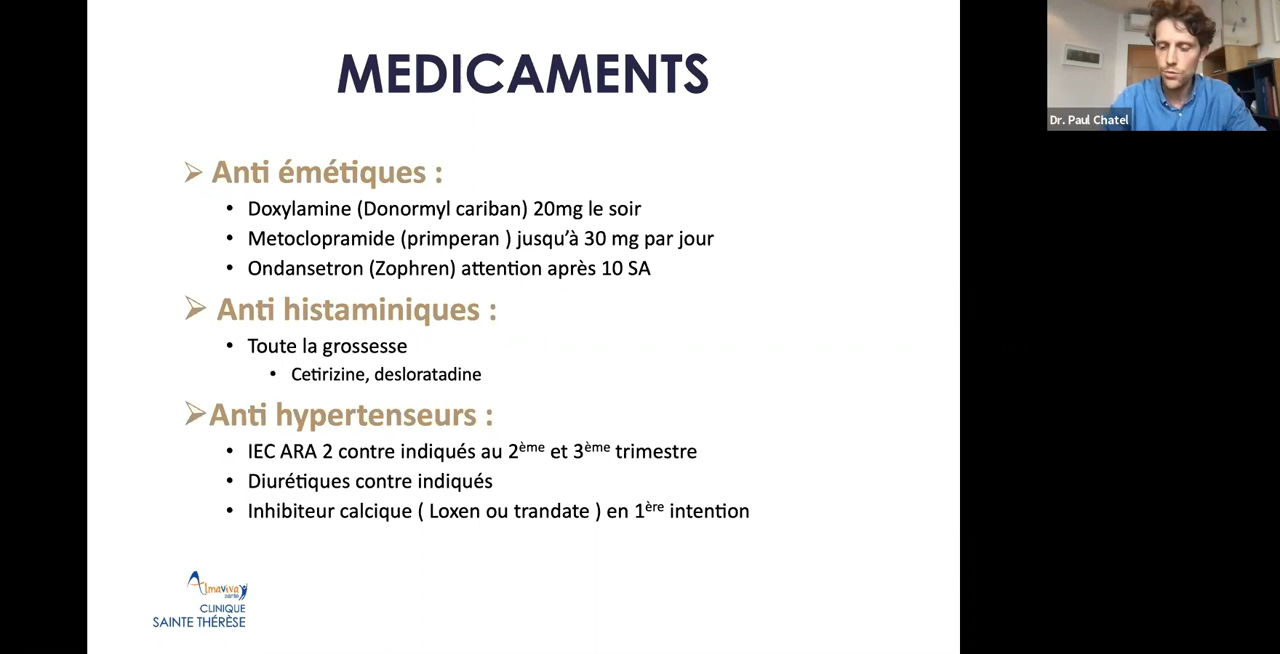 MEDICAMENTS
Dr. Paul Chatel
➢ Anti émétiques :
• Doxylamine (Donormyl cariban) 20mg le soir
• Metoclopramide (primperan ) jusqu’à 30 mg par jour
• Ondansetron (Zophren) attention après 10 SA
➢ Anti histaminiques :
• Toute la grossesse
• Cetirizine, desloratadine
➢Anti hypertenseurs :
• IEC ARA 2 contre indiqués au 2ème et 3ème trimestre
• Diurétiques contre indiqués
• Inhibiteur calcique ( Loxen ou trandate ) en 1ère intention
Almaviva
santé
CLINIQUE
SAINTE THÉRÈSE